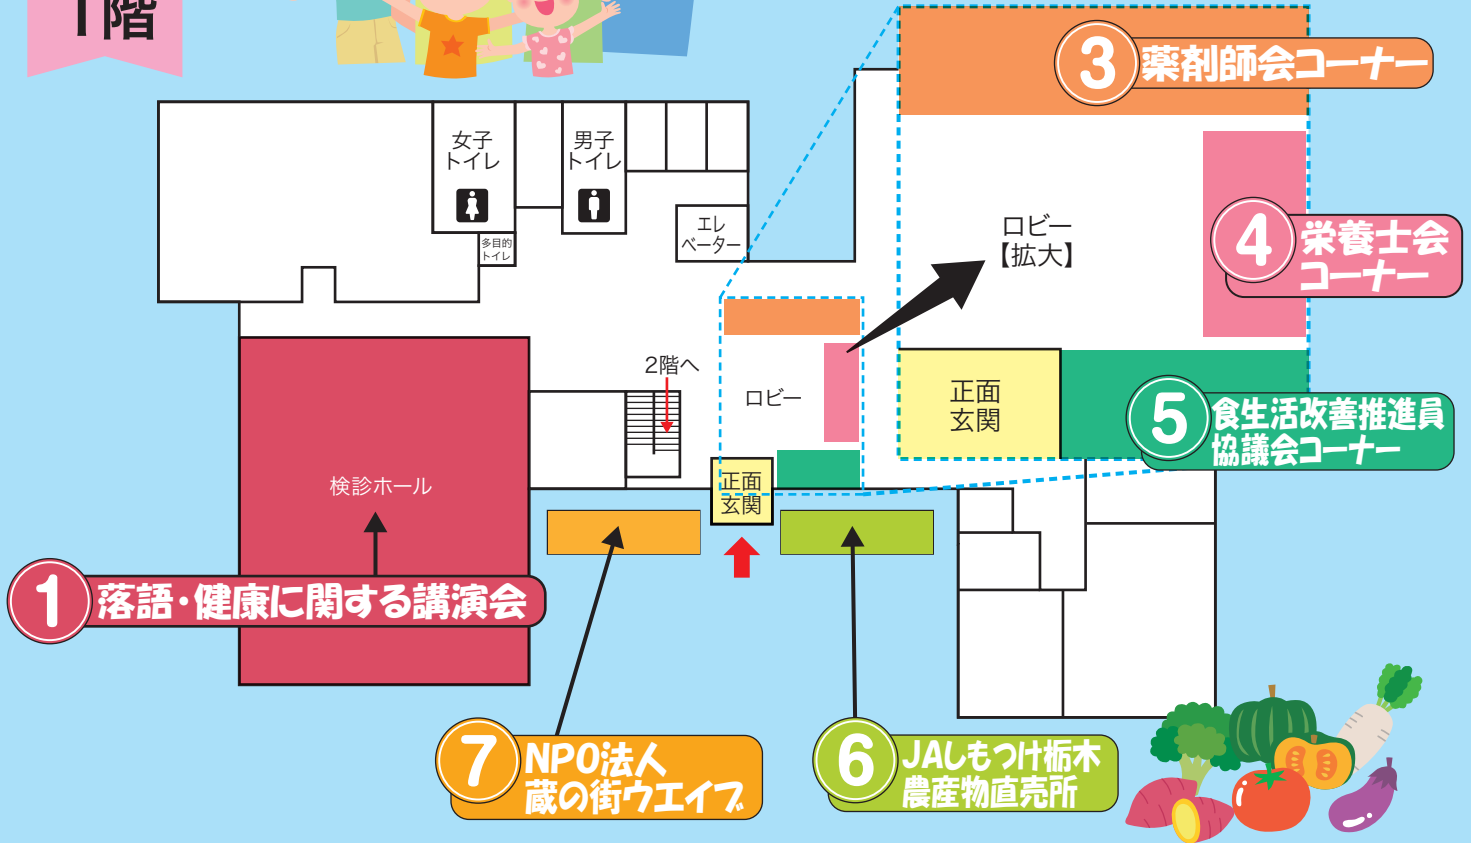 1階
3
薬剤師会コーナー
女子
トイレ
男子
トイレ
多目的
トイレ
エレ
ベーター
ロビー
【拡大】
4
栄養士会
コーナー
2階へ
ロビー
正面
玄関
5
食生活改善推進員
協議会コーナー
正面
玄関
検診ホール
1
落語・健康に関する講演会
7
NPO法人
蔵の街ウエイブ
6
JAしもつけ栃木
農産物直売所